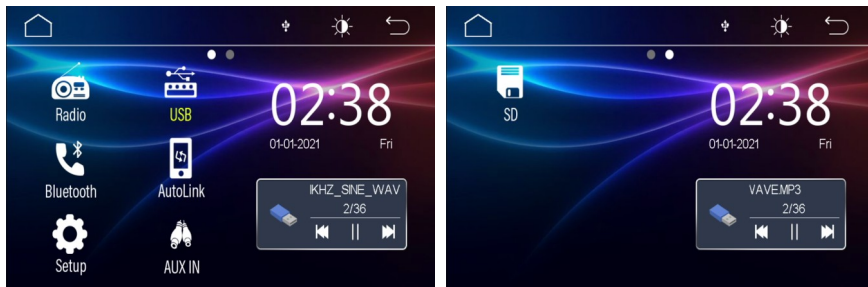 02:38
Radio
USB
01-01-2021 Fri
Bluetooth
AutoLink
IKHZ_SINE_WAV
2/36
Setup
AUX IN
SD
02:38
01-01-2021 Fri
VAVE.MP3
2/36